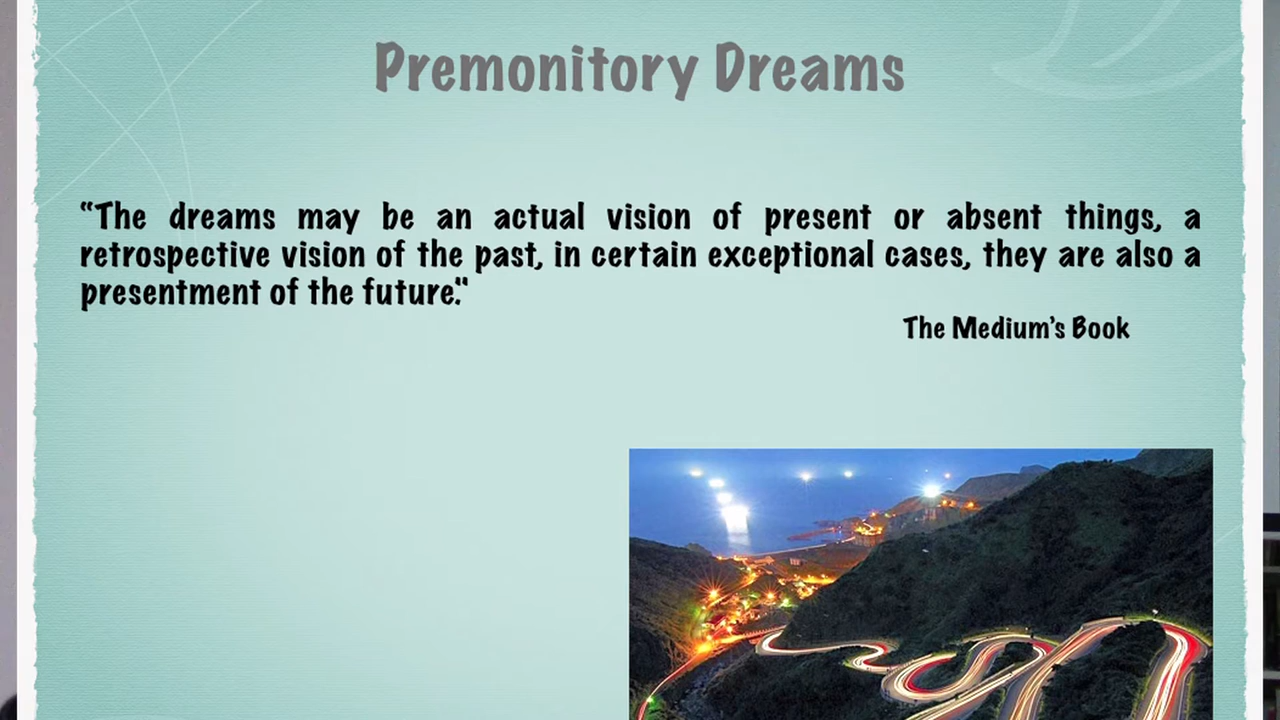 Premonitory Dreams
“The dreams may be an actual vision of present or absent things, a
retrospective vision of the past, in certain exceptional cases, they are also a
presentment of the future."
The Medium’s Book